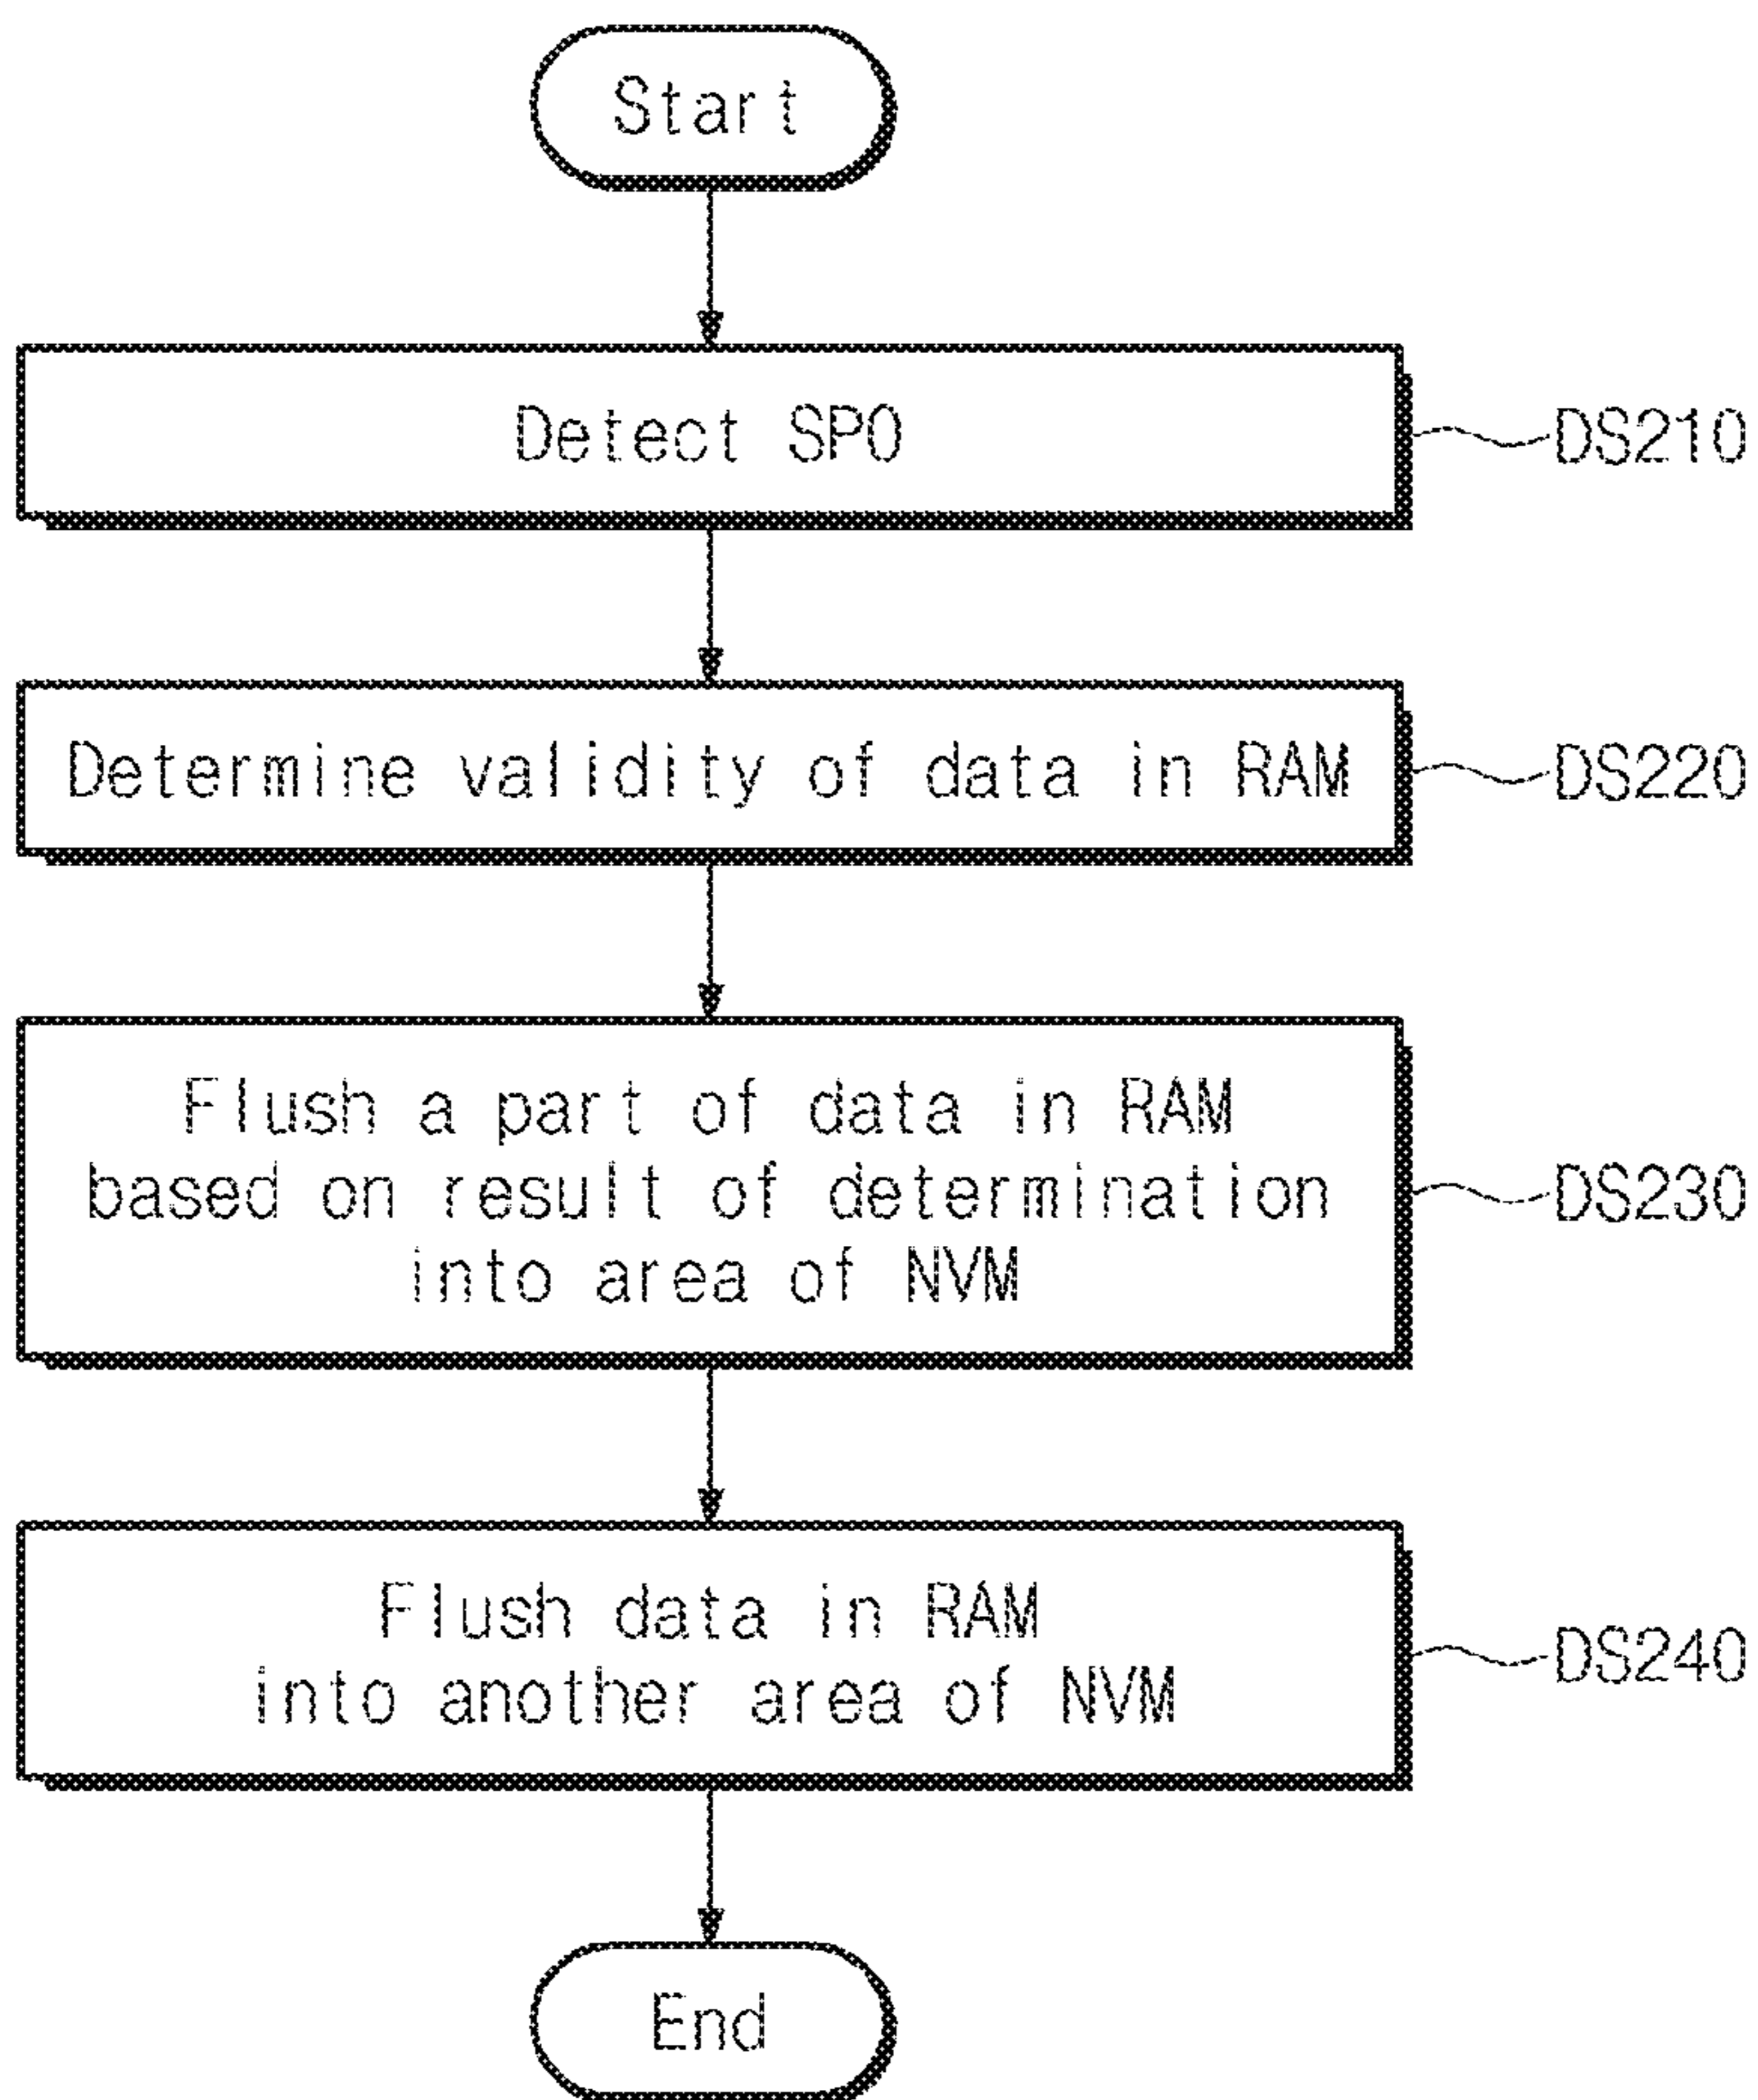 Start
Detect SPO
DS210
Determine validity of data in RAM
DS220
Flush a part of data in RAM
based on result of determination
into area of NVM
DS230
Flush data in RAM
into another area of NVM
DS240
End